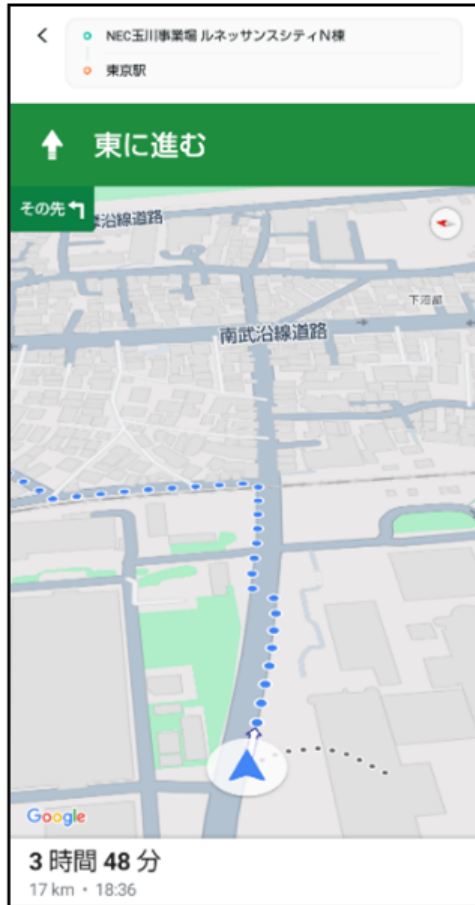 NEC玉川事業場 ルネッサンスシティN棟
東京駅
東に進む
その先
沿線道路
下沼部
南武沿線道路
Google
3 時間 48 分
17 km · 18:36